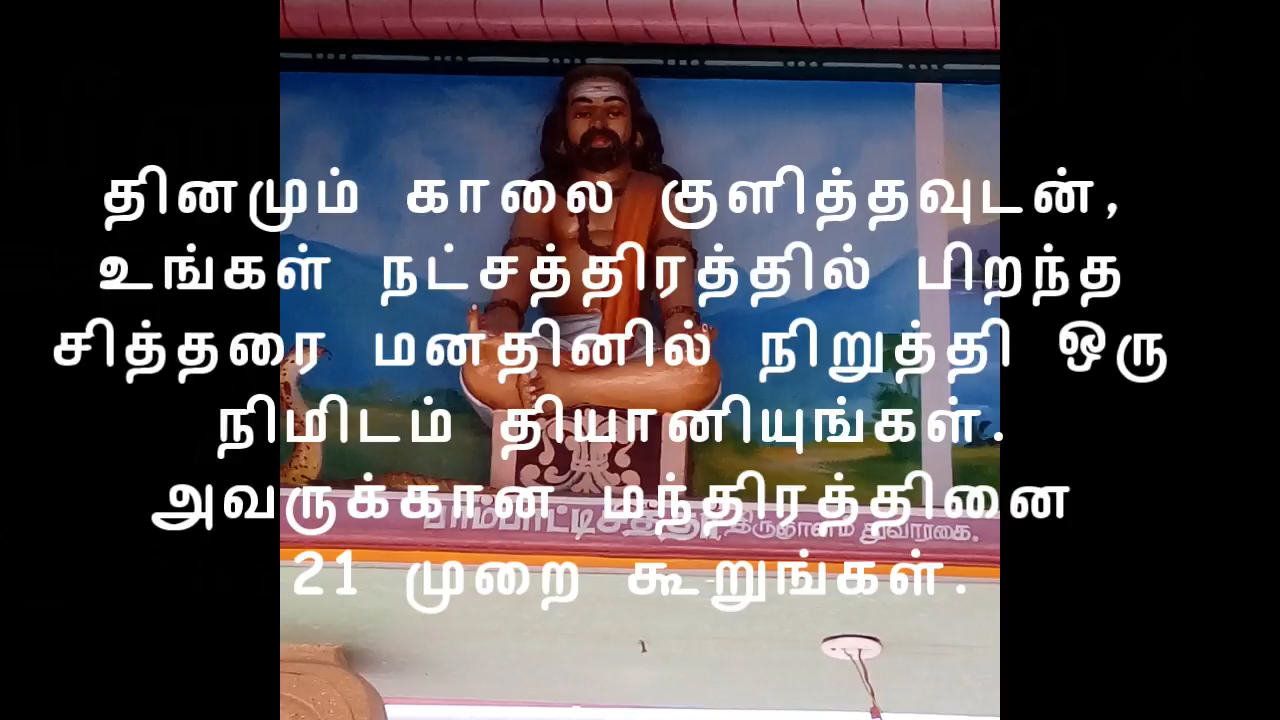 தினமும் காலை குளித்தவுடன்,
உங்கள் நட்சத்திரத்தில் பிறந்த
சித்தரை மனதினில் நிறுத்தி ஒரு
நிமிடம் தியானியுங்கள்.
அவருக்கான மந்திரத்தினை
பாம்பாட்டிசித்தர்
21 முறை கூறுங்கள்.